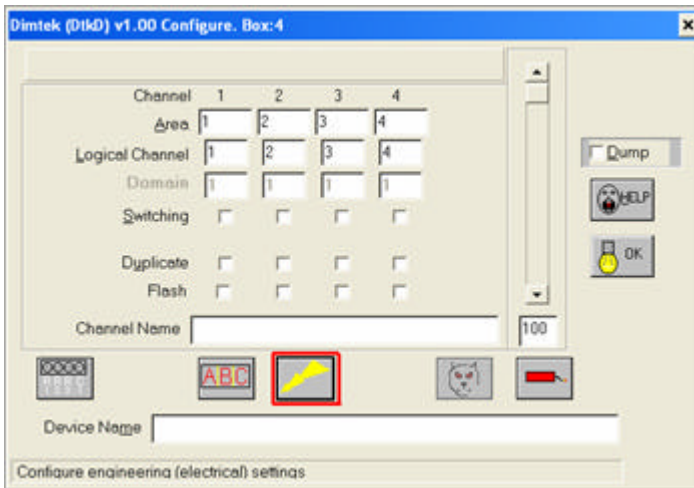 Dimtek (DtkD) v1.00 Configure. Box:4
Channel 1 2 3 4
Area 1 2 3 4
Logical Channel 1 2 3 4
Domain 1 1 1 1
Switching
Duplicate
Flash
Channel Name 100
Dump
HELP
OK
ABC
Device Name
Configure engineering (electrical) settings